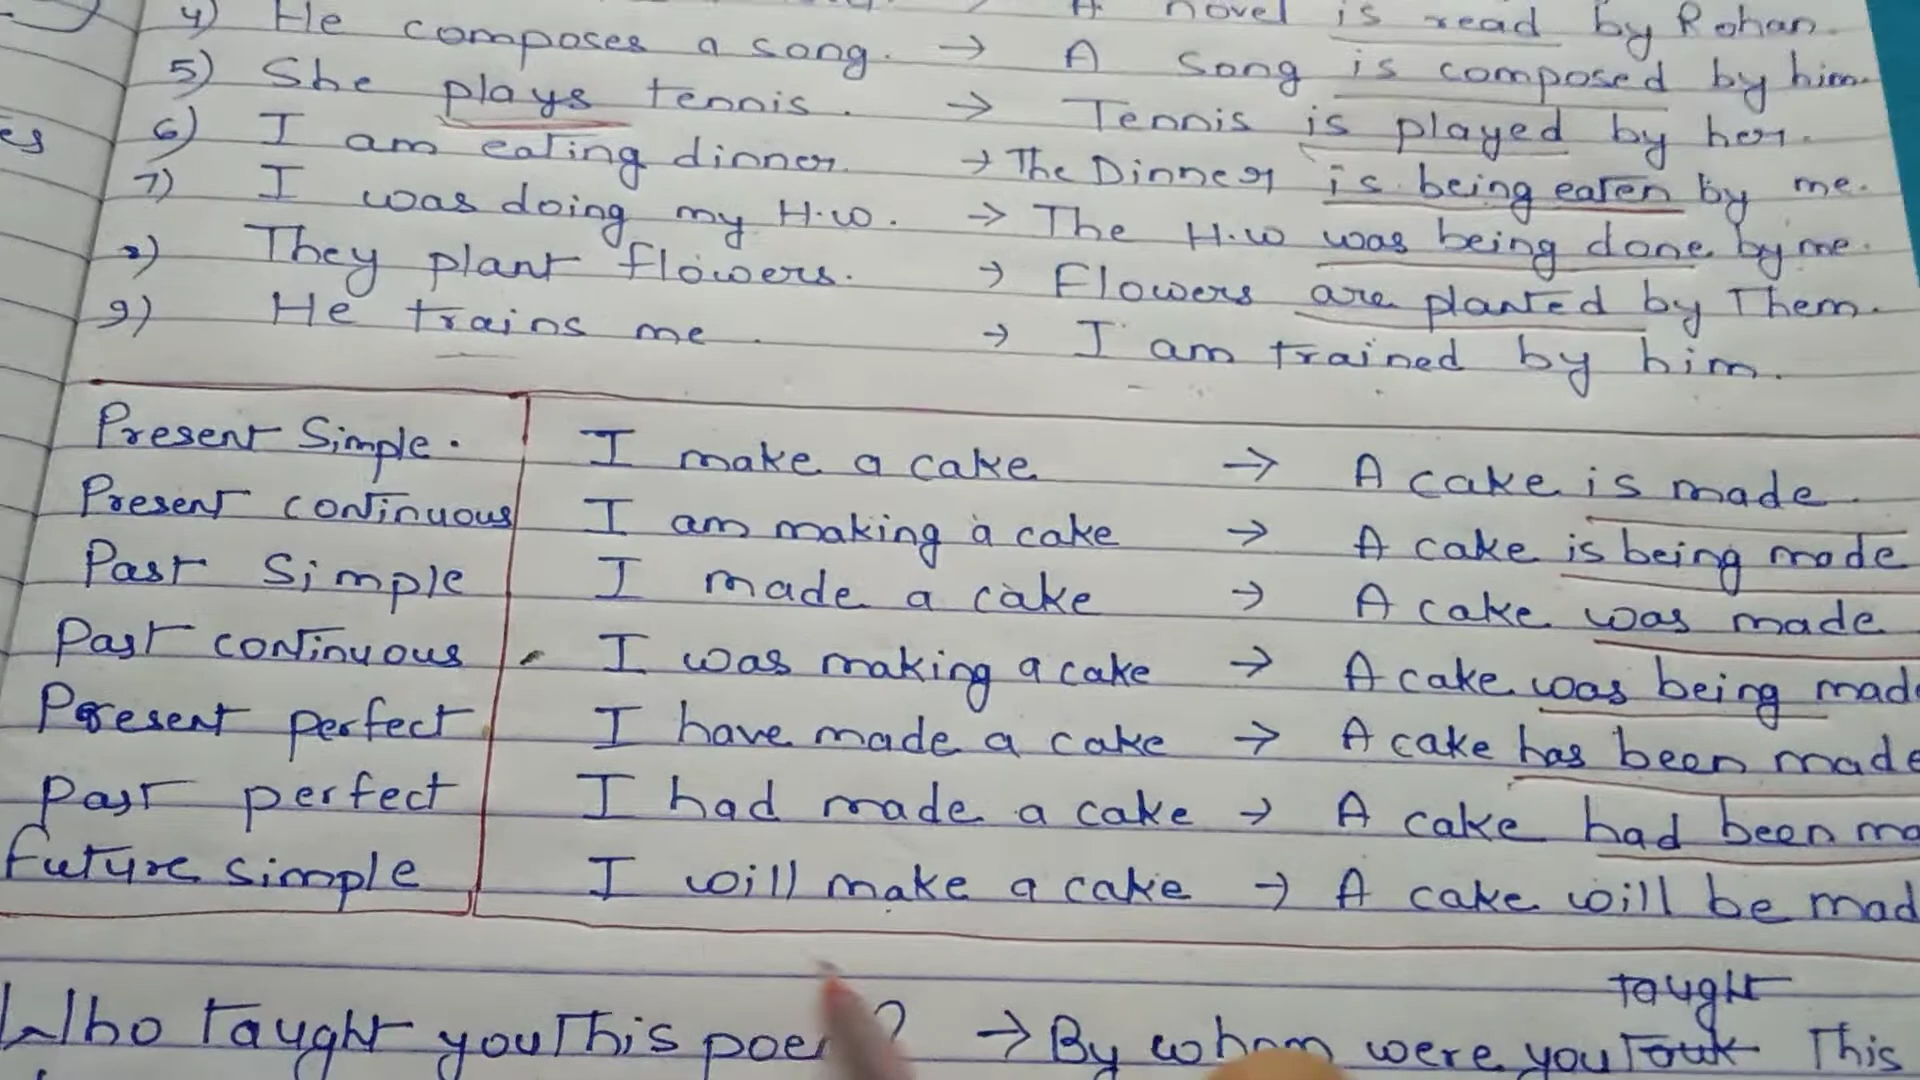 4) He composes a song. → A novel is read by Rohan.
5) She plays tennis. → A song is composed by him.
6) I am eating dinner. → Tennis is played by her.
7) I was doing my H.W. → The Dinner is being eaten by me.
8) They plant flowers. → The H.W was being done by me.
9) He trains me. → Flowers are planted by Them.
→ I am trained by him.
Present Simple. I make a cake → A cake is made
Present continuous I am making a cake → A cake is being made
Past Simple I made a cake → A cake was made
Past continuous I was making a cake → A cake was being mad
Present perfect I have made a cake → A cake has been made
Past perfect I had made a cake → A cake had been ma
Future simple I will make a cake → A cake will be mad
taught
Who Taught you This ? → By whom were you This